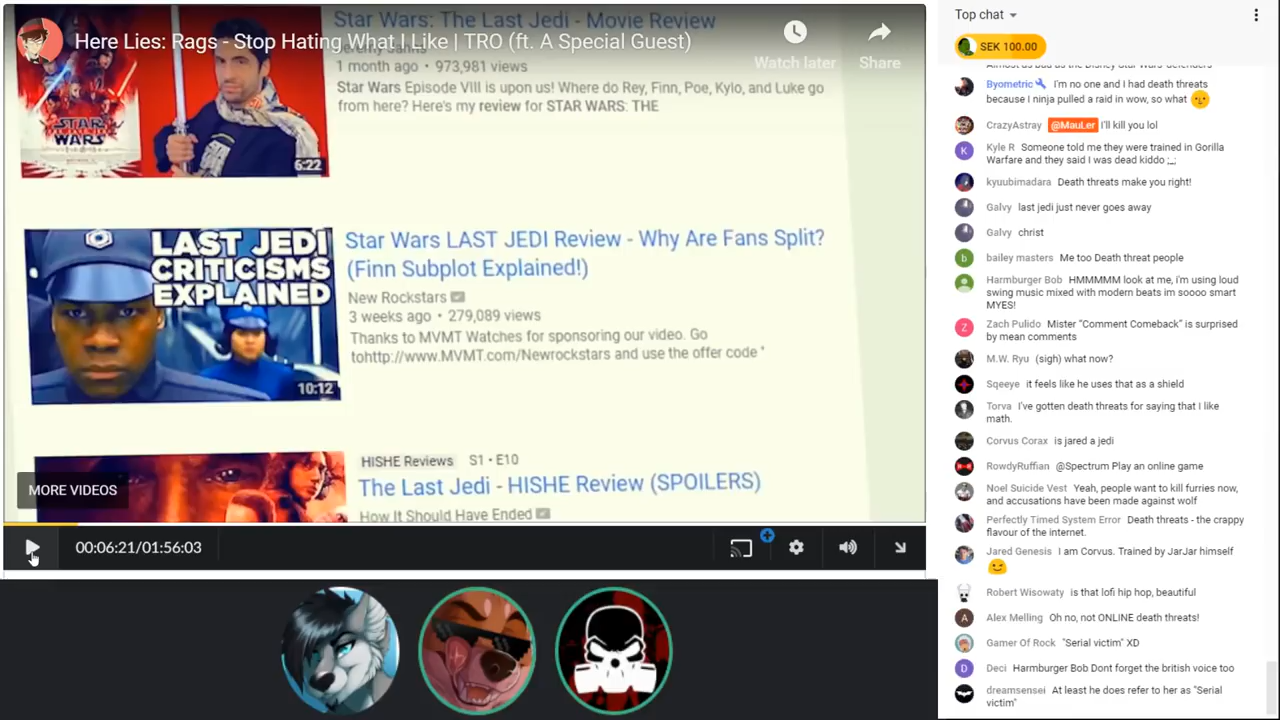 Star Wars: The Last Jedi - Movie Review
Here Lies: Rags - Stop Hating What I Like | TRO (ft. A Special Guest)
Watch later
Share
1 month ago • 973,981 views
Star Wars Episode VIII is upon us! Where do Rey, Finn, Poe, Kylo, and Luke go
from here? Here's my review for STAR WARS: THE
STAR
WARS
6:22
LAST JEDI
CRITICISMS
EXPLAINED
10:12
Star Wars LAST JEDI Review - Why Are Fans Split?
(Finn Subplot Explained!)
New Rockstars
3 weeks ago • 279,089 views
Thanks to MVMT Watches for sponsoring our video. Go
tohttp://www.MVMT.com/Newrockstars and use the offer code "
HISHE Reviews S1 • E10
The Last Jedi - HISHE Review (SPOILERS)
How It Should Have Ended
MORE VIDEOS
00:06:21/01:56:03
Top chat
SEK 100.00
Almost as bad as the Disney Star Wars defenders
Byometric I'm no one and I had death threats
because I ninja pulled a raid in wow, so what
CrazyAstray @MauLer I'll kill you lol
Kyle R Someone told me they were trained in Gorilla
Warfare and they said I was dead kiddo ;_;
kyuubimadara Death threats make you right!
Galvy last jedi just never goes away
Galvy christ
bailey masters Me too Death threat people
Harmburger Bob HMMMMM look at me, i'm using loud
swing music mixed with modern beats im soooo smart
MYES!
Zach Pulido Mister "Comment Comeback" is surprised
by mean comments
M.W. Ryu (sigh) what now?
Sqeeye it feels like he uses that as a shield
Torva I've gotten death threats for saying that I like
math.
Corvus Corax is jared a jedi
RowdyRuffian @Spectrum Play an online game
Noel Suicide Vest Yeah, people want to kill furries now,
and accusations have been made against wolf
Perfectly Timed System Error Death threats - the crappy
flavour of the internet.
Jared Genesis I am Corvus. Trained by JarJar himself
Robert Wisowaty is that lofi hip hop, beautiful
Alex Melling Oh no, not ONLINE death threats!
Gamer Of Rock "Serial victim" XD
Deci Harmburger Bob Dont forget the british voice too
dreamsensei At least he does refer to her as "Serial
victim"